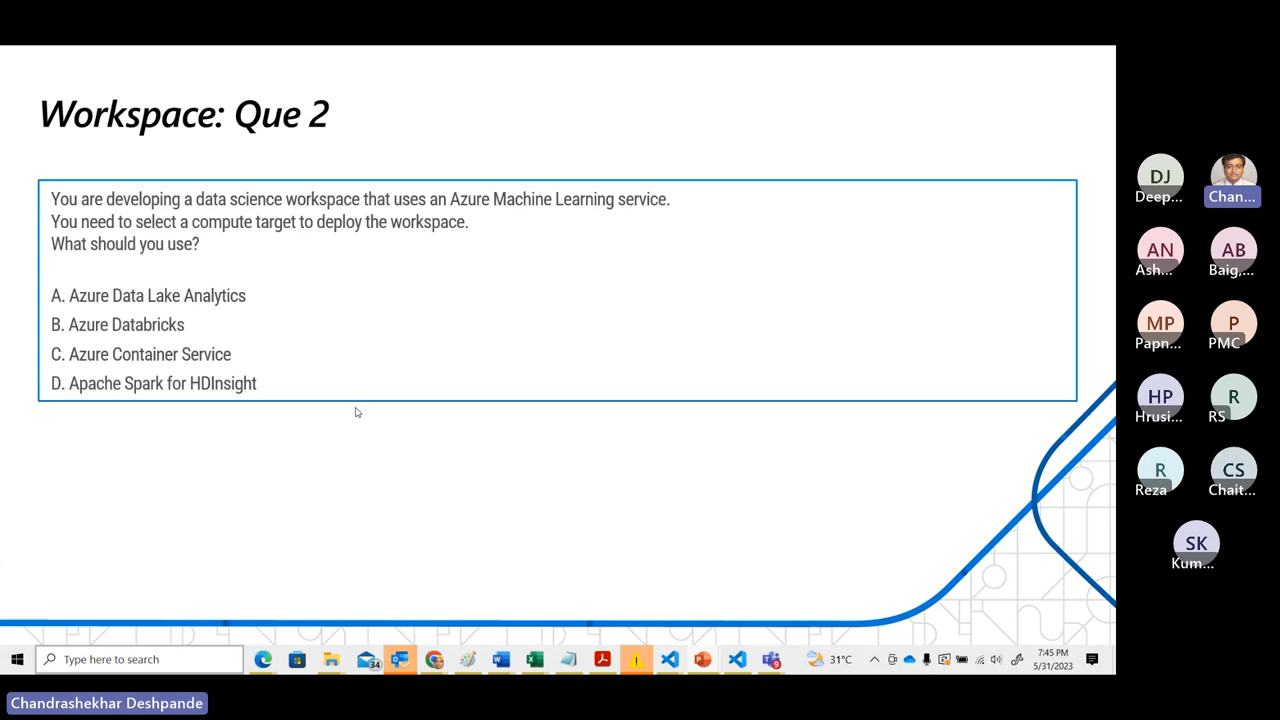 Workspace: Que 2
You are developing a data science workspace that uses an Azure Machine Learning service.
You need to select a compute target to deploy the workspace.
What should you use?
A. Azure Data Lake Analytics
B. Azure Databricks
C. Azure Container Service
D. Apache Spark for HDInsight
DJ
Deep...
Chan...
AN
Ash...
AB
Baig,...
MP
Papn...
P
PMC
HP
Hrusi...
R
RS
R
Reza
CS
Chait...
SK
Kum...
Type here to search
34
9
31°C
7:45 PM
5/31/2023
Chandrashekhar Deshpande